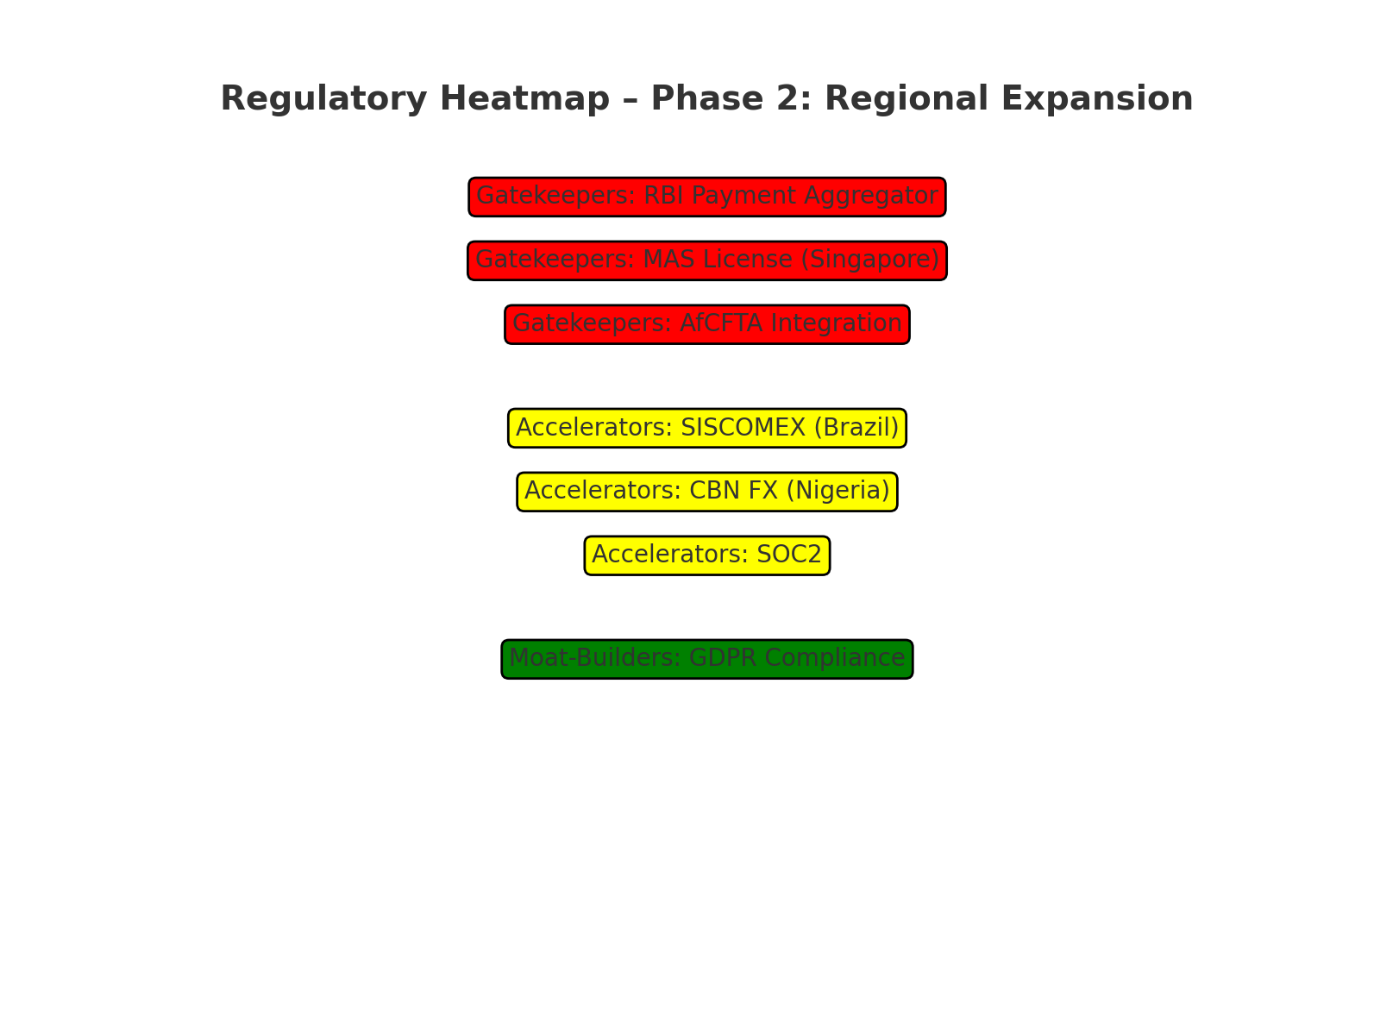 Regulatory Heatmap – Phase 2: Regional Expansion
Gatekeepers: RBI Payment Aggregator
Gatekeepers: MAS License (Singapore)
Gatekeepers: AfCFTA Integration
Accelerators: SISCOMEX (Brazil)
Accelerators: CBN FX (Nigeria)
Accelerators: SOC2
Moat-Builders: GDPR Compliance